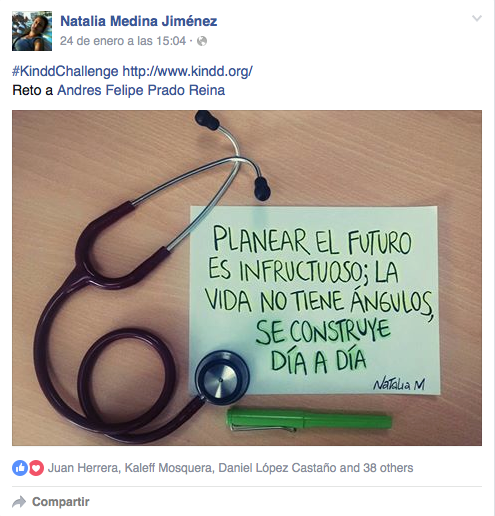 Natalia Medina Jiménez
24 de enero a las 15:04 ·
#KinddChallenge http://www.kindd.org/
Reto a Andres Felipe Prado Reina
PLANEAR EL FUTURO
ES INFRUCTUOSO; LA
VIDA NO TIENE ÁNGULOS,
SE CONSTRUYE
DÍA A DÍA
Natalia M
Juan Herrera, Kaleff Mosquera, Daniel López Castaño and 38 others
Compartir